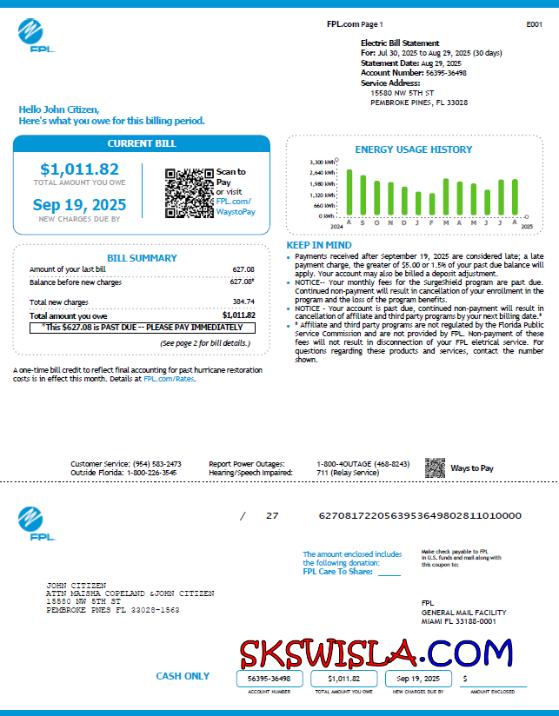 FPL.com Page 1
E001
FPL
Electric Bill Statement
For: Jul 30, 2025 to Aug 29, 2025 (30 days)
Statement Date: Aug 29, 2025
Account Number: 56395-36498
Service Address:
15580 NW 5TH ST
PEMBROKE PINES, FL 33028
Hello John Citizen,
Here's what you owe for this billing period.
CURRENT BILL
$1,011.82
TOTAL AMOUNT YOU OWE
Sep 19, 2025
NEW CHARGES DUE BY
Scan to
Pay
or visit
FPL.com/
WaystoPay
BILL SUMMARY
Amount of your last bill 627.08
Balance before new charges 627.08*
Total new charges 384.74
Total amount you owe $1,011.82
*This $627.08 is PAST DUE -- PLEASE PAY IMMEDIATELY
(See page 2 for bill details.)
A one-time bill credit to reflect final accounting for past hurricane restoration
costs is in effect this month. Details at FPL.com/Rates.
ENERGY USAGE HISTORY
3,300 kWh
2,640 kWh
1,980 kWh
1,320 kWh
660 kWh
0 kWh
A S O N D J F M A M J J A
2024 2025
KEEP IN MIND
• Payments received after September 19, 2025 are considered late; a late
payment charge, the greater of $5.00 or 1.5% of your past due balance will
apply. Your account may also be billed a deposit adjustment.
• NOTICE-- Your monthly fees for the SurgeShield program are past due.
Continued non-payment will result in cancellation of your enrollment in the
program and the loss of the program benefits.
• NOTICE - Your account is past due, continued non-payment will result in
cancellation of affiliate and third party programs by your next billing date.*
• * Affiliate and third party programs are not regulated by the Florida Public
Service Commission and are not provided by FPL. Non-payment of these
fees will not result in disconnection of your FPL eletrical service. For
questions regarding these products and services, contact the number
shown.
Customer Service: (954) 583-2473
Outside Florida: 1-800-226-3545
Report Power Outages: 1-800-4OUTAGE (468-8243)
Hearing/Speech Impaired: 711 (Relay Service)
Ways to Pay
FPL
/ 27 6270817220563953649802811010000
The amount enclosed includes
the following donation:
FPL Care To Share:
Make check payable to FPL
in U.S. funds and mail along with
this coupon to:
JOHN CITIZEN
ATTN MAISHA COPELAND &JOHN CITIZEN
15580 NW 5TH ST
PEMBROKE PNES FL 33028-1563
FPL
GENERAL MAIL FACILITY
MIAMI FL 33188-0001
SKSWISLA.COM
CASH ONLY
56395-36498
ACCOUNT NUMBER
$1,011.82
TOTAL AMOUNT YOU OWE
Sep 19, 2025
NEW CHARGES DUE BY
$
AMOUNT ENCLOSED